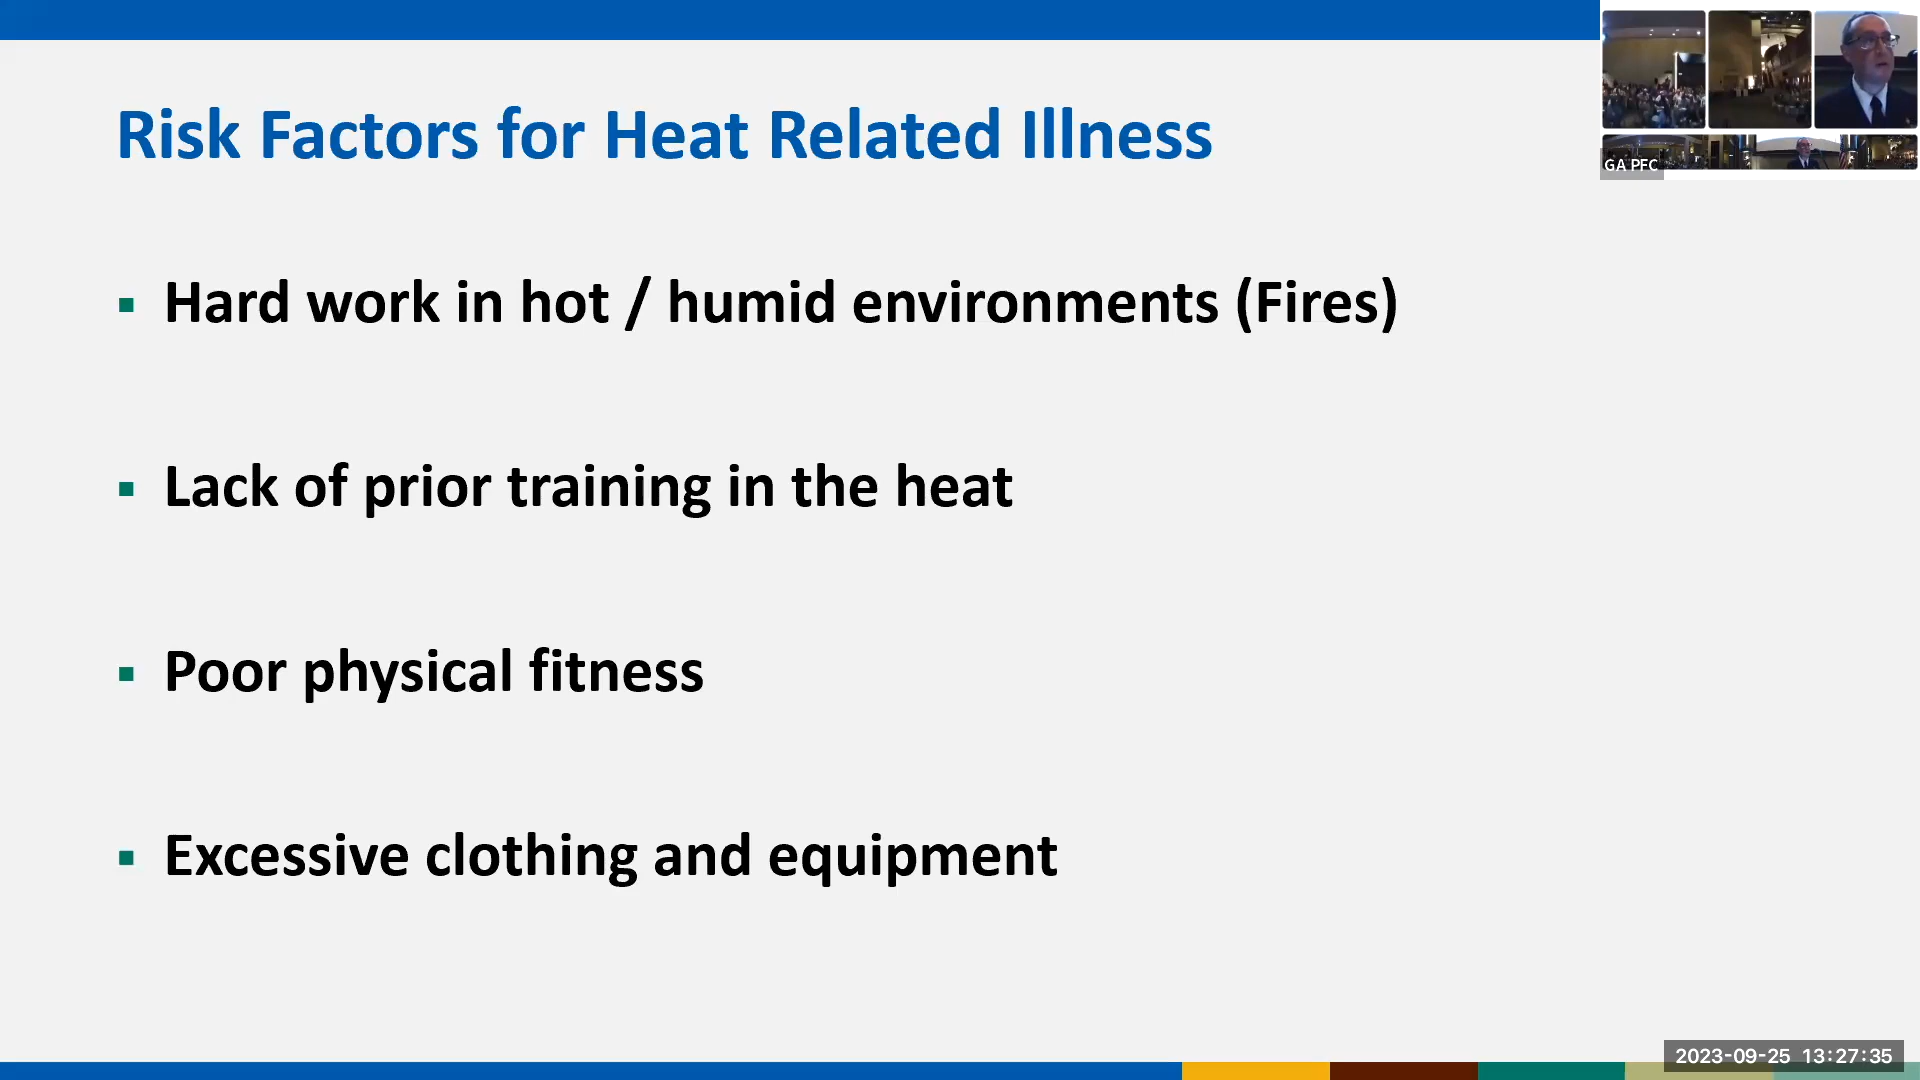 Risk Factors for Heat Related Illness
GA PFC
▪ Hard work in hot / humid environments (Fires)
▪ Lack of prior training in the heat
▪ Poor physical fitness
▪ Excessive clothing and equipment
2023-09-25 13:27:35